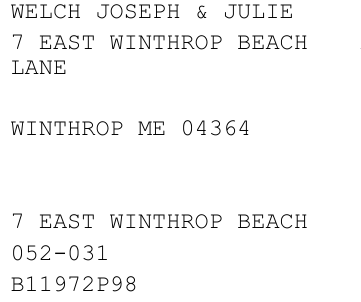 WELCH JOSEPH & JULIE
7 EAST WINTHROP BEACH
LANE
WINTHROP ME 04364
7 EAST WINTHROP BEACH
052-031
B11972P98